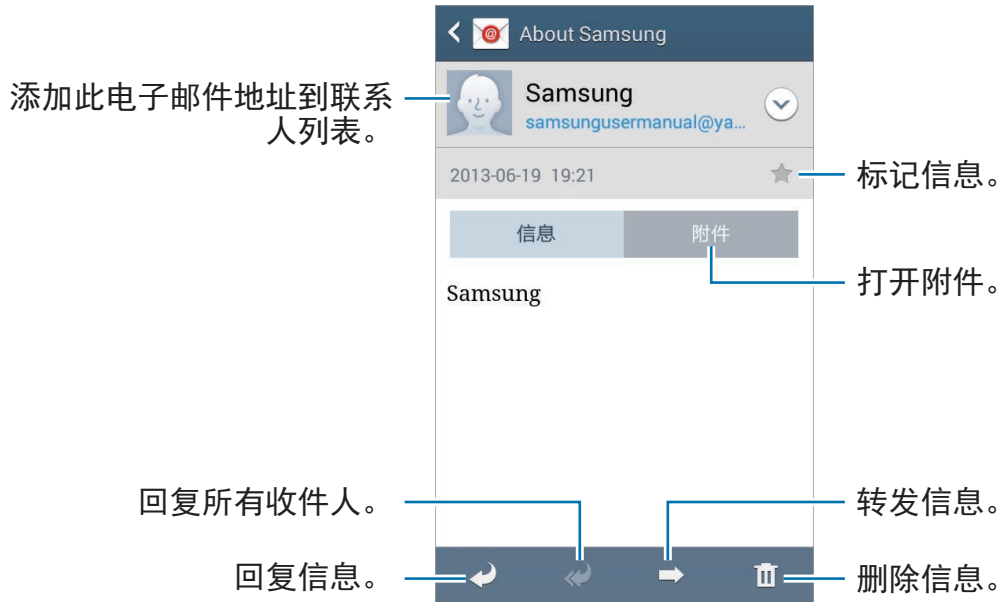 About Samsung
添加此电子邮件地址到联系
人列表。
Samsung
samsungusermanual@ya...
2013-06-19 19:21
标记信息。
信息
附件
打开附件。
Samsung
回复所有收件人。
转发信息。
回复信息。
删除信息。